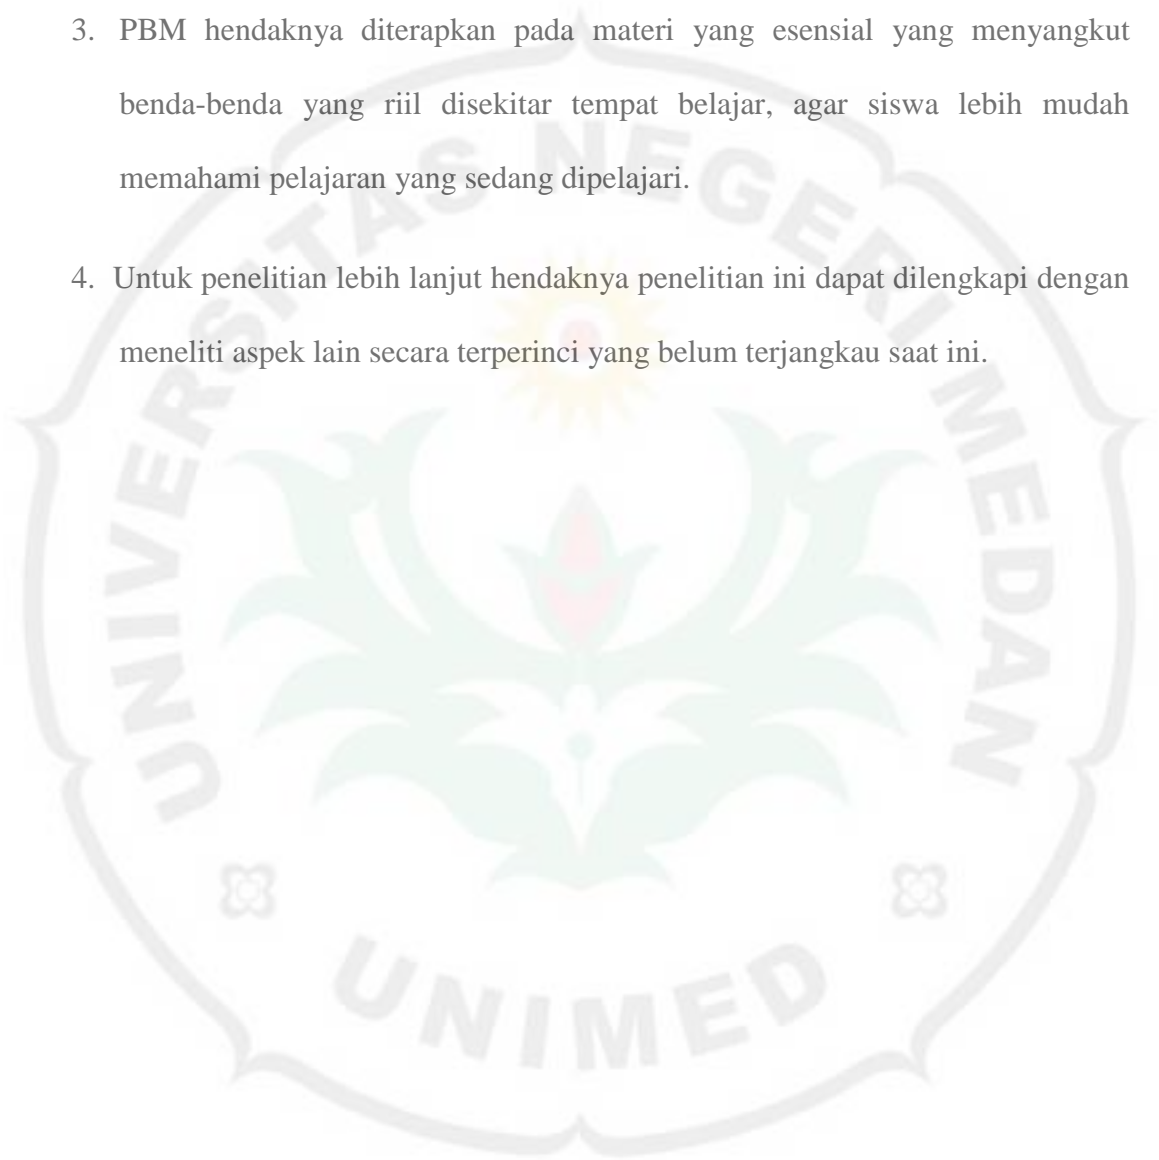 3. PBM hendaknya diterapkan pada materi yang esensial yang menyangkut
benda-benda yang riil disekitar tempat belajar, agar siswa lebih mudah
memahami pelajaran yang sedang dipelajari.
4. Untuk penelitian lebih lanjut hendaknya penelitian ini dapat dilengkapi dengan
meneliti aspek lain secara terperinci yang belum terjangkau saat ini.
UNIVERSITAS NEGERI MEDAN
UNIMED